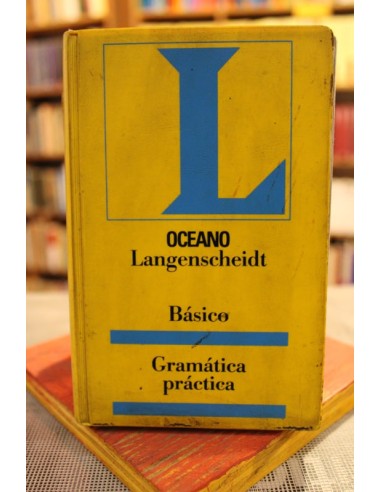 L
OCEANO
Langenscheidt
Básico
Gramática
práctica